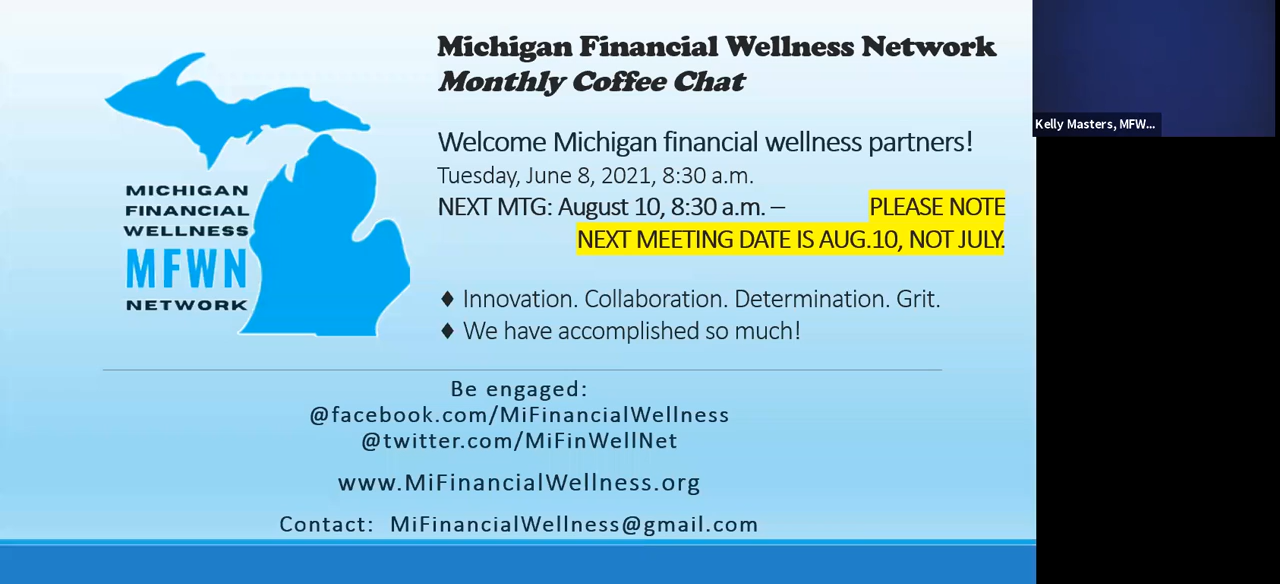 Michigan Financial Wellness Network
Monthly Coffee Chat
Welcome Michigan financial wellness partners!
Tuesday, June 8, 2021, 8:30 a.m.
NEXT MTG: August 10, 8:30 a.m. – PLEASE NOTE
NEXT MEETING DATE IS AUG.10, NOT JULY.
♦ Innovation. Collaboration. Determination. Grit.
♦ We have accomplished so much!
MICHIGAN
FINANCIAL
WELLNESS
MFWN
NETWORK
Be engaged:
@facebook.com/MiFinancialWellness
@twitter.com/MiFinWellNet
www.MiFinancialWellness.org
Contact: MiFinancialWellness@gmail.com
Kelly Masters, MFW...